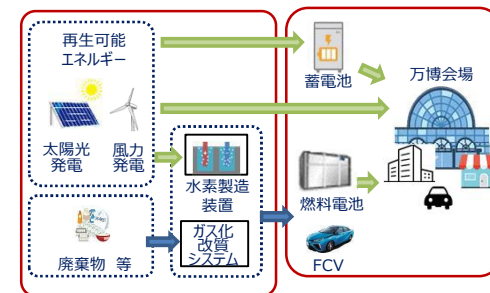 再生可能
エネルギー
太陽光
発電
風力
発電
廃棄物 等
水素製造
装置
ガス化
改質
システム
蓄電池
燃料電池
FCV
万博会場